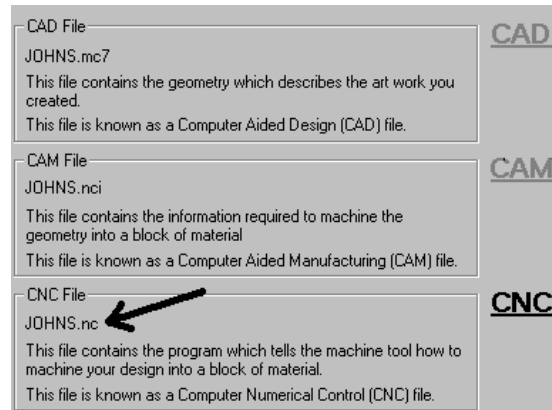 CAD File
CAD
JOHNS.mc7
This file contains the geometry which describes the art work you
created.
This file is known as a Computer Aided Design (CAD) file.
CAM File
CAM
JOHNS.nci
This file contains the information required to machine the
geometry into a block of material
This file is known as a Computer Aided Manufacturing (CAM) file.
CNC File
CNC
JOHNS.nc
This file contains the program which tells the machine tool how to
machine your design into a block of material.
This file is known as a Computer Numerical Control (CNC) file.